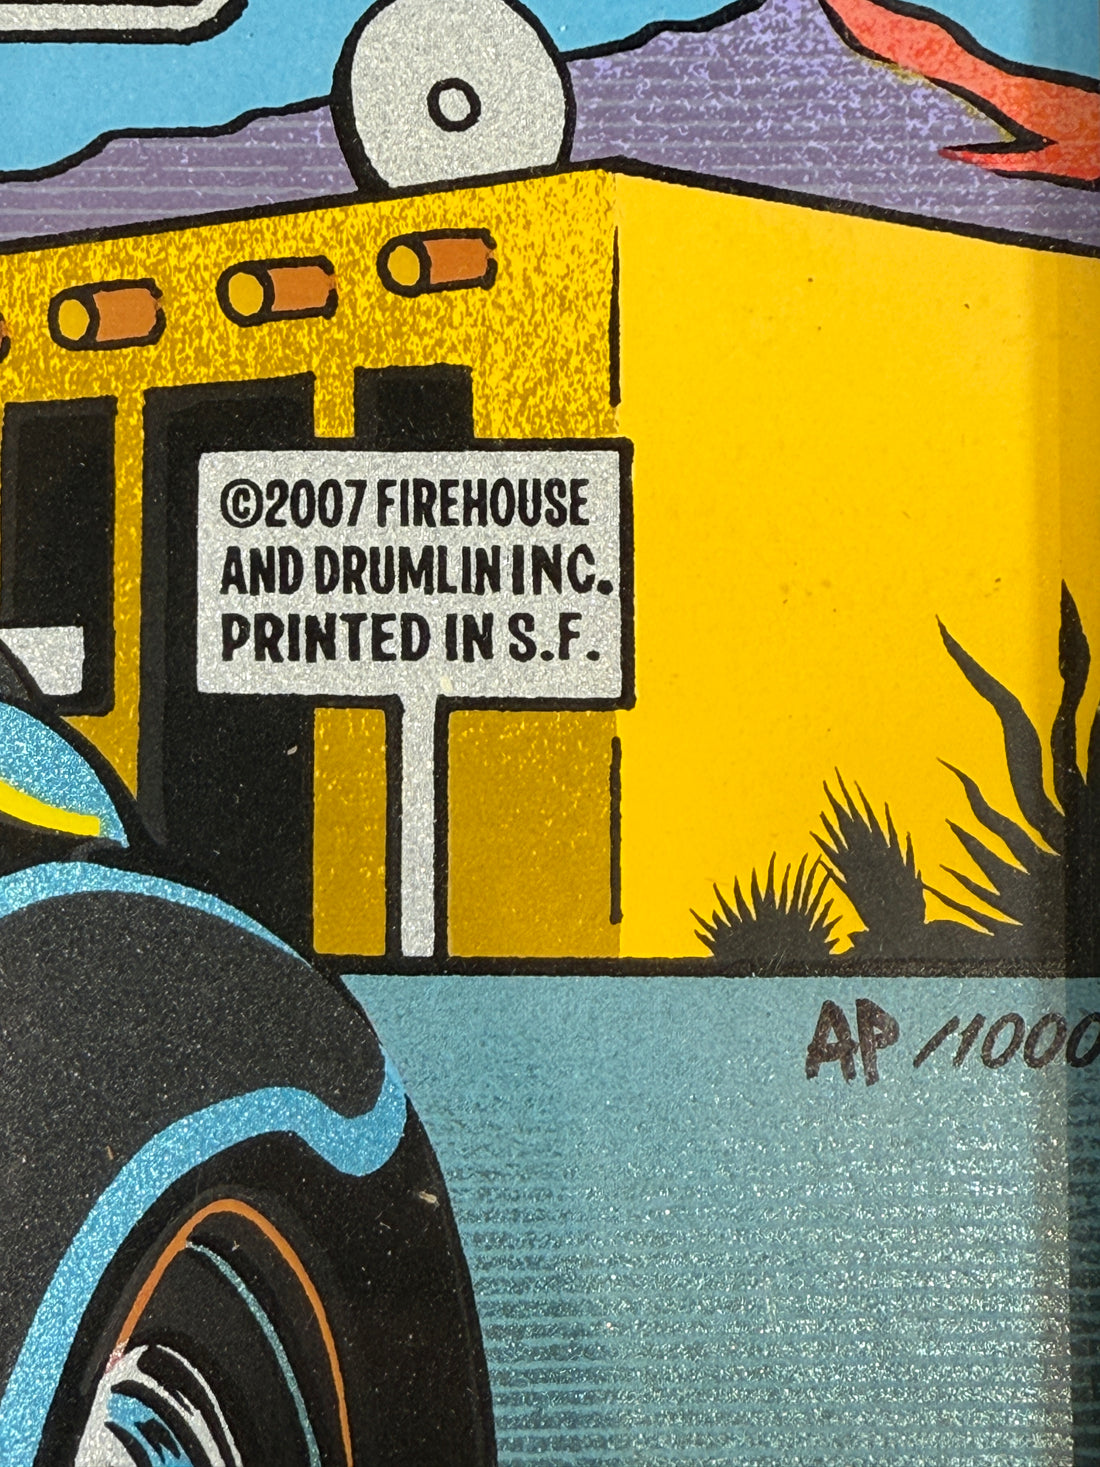 ©2007 FIREHOUSE
AND DRUMLIN INC.
PRINTED IN S.F.
AP /1000